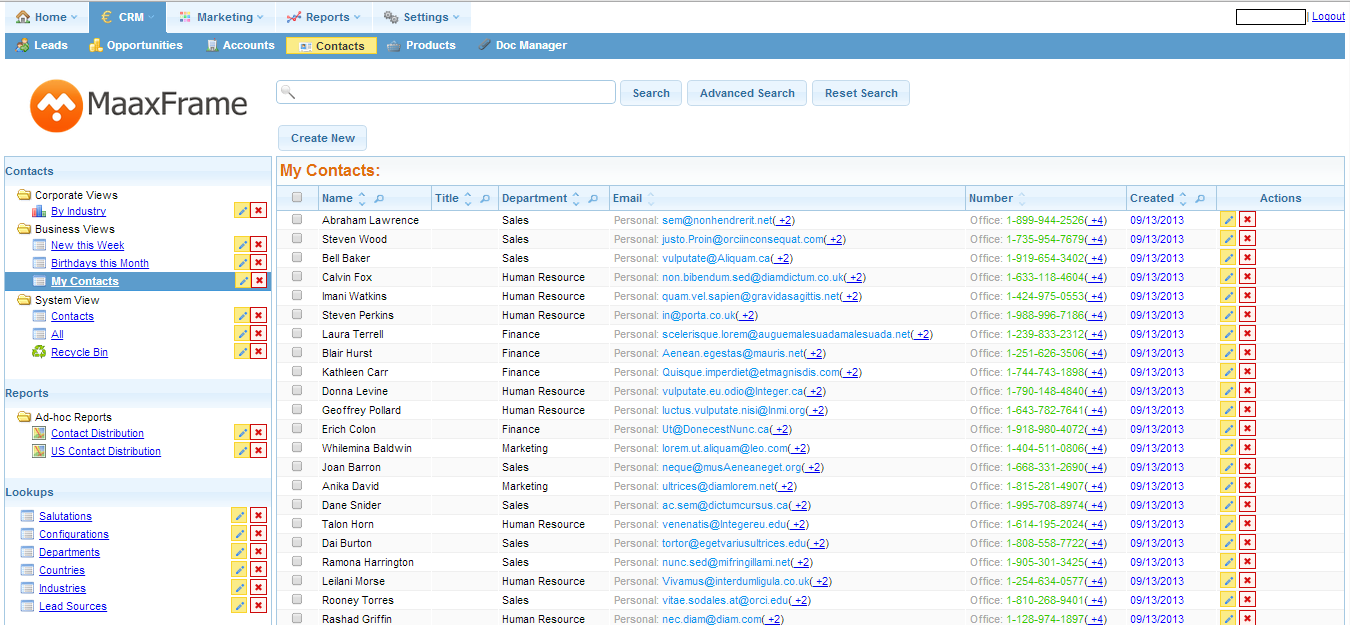 Home CRM Marketing Reports Settings | Logout
Leads Opportunities Accounts Contacts Products Doc Manager
MaaxFrame
Search Advanced Search Reset Search
Create New
Contacts
Corporate Views
By Industry
Business Views
New this Week
Birthdays this Month
My Contacts
System View
Contacts
All
Recycle Bin
Reports
Ad-hoc Reports
Contact Distribution
US Contact Distribution
Lookups
Salutations
Configurations
Departments
Countries
Industries
Lead Sources
My Contacts:
Name Title Department Email Number Created Actions
Abraham Lawrence Sales Personal: sem@nonhendrerit.net( +2) Office: 1-899-944-2526( +4) 09/13/2013
Steven Wood Sales Personal: justo.Proin@orciinconsequat.com( +2) Office: 1-735-954-7679( +4) 09/13/2013
Bell Baker Sales Personal: vulputate@Aliquam.ca( +2) Office: 1-919-654-3402( +4) 09/13/2013
Calvin Fox Human Resource Personal: non.bibendum.sed@diamdictum.co.uk( +2) Office: 1-633-118-4604( +4) 09/13/2013
Imani Watkins Human Resource Personal: quam.vel.sapien@gravidasagittis.net( +2) Office: 1-424-975-0553( +4) 09/13/2013
Steven Perkins Human Resource Personal: in@porta.co.uk( +2) Office: 1-988-996-7186( +4) 09/13/2013
Laura Terrell Finance Personal: scelerisque.lorem@auguemalesuadamalesuada.net( +2) Office: 1-239-833-2312( +4) 09/13/2013
Blair Hurst Finance Personal: Aenean.egestas@mauris.net( +2) Office: 1-251-626-3506( +4) 09/13/2013
Kathleen Carr Finance Personal: Quisque.imperdiet@etmagnisdis.com( +2) Office: 1-744-743-1898( +4) 09/13/2013
Donna Levine Human Resource Personal: vulputate.eu.odio@Integer.ca( +2) Office: 1-790-148-4840( +4) 09/13/2013
Geoffrey Pollard Human Resource Personal: luctus.vulputate.nisi@Inmi.org( +2) Office: 1-643-762-7641( +4) 09/13/2013
Erich Colon Finance Personal: Ut@DonecestNunc.ca( +2) Office: 1-918-980-4072( +4) 09/13/2013
Whilemina Baldwin Marketing Personal: lorem.ut.aliquam@leo.com( +2) Office: 1-404-511-0806( +4) 09/13/2013
Joan Barron Sales Personal: neque@musAeneaneget.org( +2) Office: 1-668-331-2690( +4) 09/13/2013
Anika David Marketing Personal: ultrices@diamlorem.net( +2) Office: 1-815-281-4907( +4) 09/13/2013
Dane Snider Sales Personal: ac.sem@dictumcursus.ca( +2) Office: 1-995-708-8974( +4) 09/13/2013
Talon Horn Human Resource Personal: venenatis@Integereu.edu( +2) Office: 1-614-195-2024( +4) 09/13/2013
Dai Burton Sales Personal: tortor@egetvariusultrices.edu( +2) Office: 1-808-558-7722( +4) 09/13/2013
Ramona Harrington Sales Personal: nunc.sed@mifringillami.net( +2) Office: 1-905-301-3425( +4) 09/13/2013
Leilani Morse Human Resource Personal: Vivamus@interdumligula.co.uk( +2) Office: 1-254-634-0577( +4) 09/13/2013
Rooney Torres Sales Personal: vitae.sodales.at@orci.edu( +2) Office: 1-810-268-9401( +4) 09/13/2013
Rashad Griffin Human Resource Personal: nec.diam@diam.com( +2) Office: 1-128-974-1897( +4) 09/13/2013